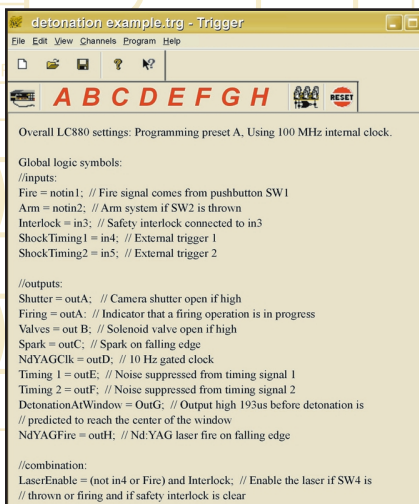 detonation example.trg - Trigger
File Edit View Channels Program Help
A B C D E F G H RESET
Overall LC880 settings: Programming preset A, Using 100 MHz internal clock.
Global logic symbols:
//inputs:
Fire = notin1; // Fire signal comes from pushbutton SW1
Arm = notin2; // Arm system if SW2 is thrown
Interlock = in3; // Safety interlock connected to in3
ShockTiming1 = in4; // External trigger 1
ShockTiming2 = in5; // External trigger 2
//outputs:
Shutter = outA; // Camera shutter open if high
Firing = outA: // Indicator that a firing operation is in progress
Valves = out B; // Solenoid valve open if high
Spark = outC; // Spark on falling edge
NdYAGClk = outD; // 10 Hz gated clock
Timing 1 = outE; // Noise suppressed from timing signal 1
Timing 2 = outF; // Noise suppressed from timing signal 2
DetonationAtWindow = OutG; // Output high 193us before detonation is
// predicted to reach the center of the window
NdYAGFire = outH; // Nd:YAG laser fire on falling edge
//combination:
LaserEnable = (not in4 or Fire) and Interlock; // Enable the laser if SW4 is
// thrown or firing and if safety interlock is clear